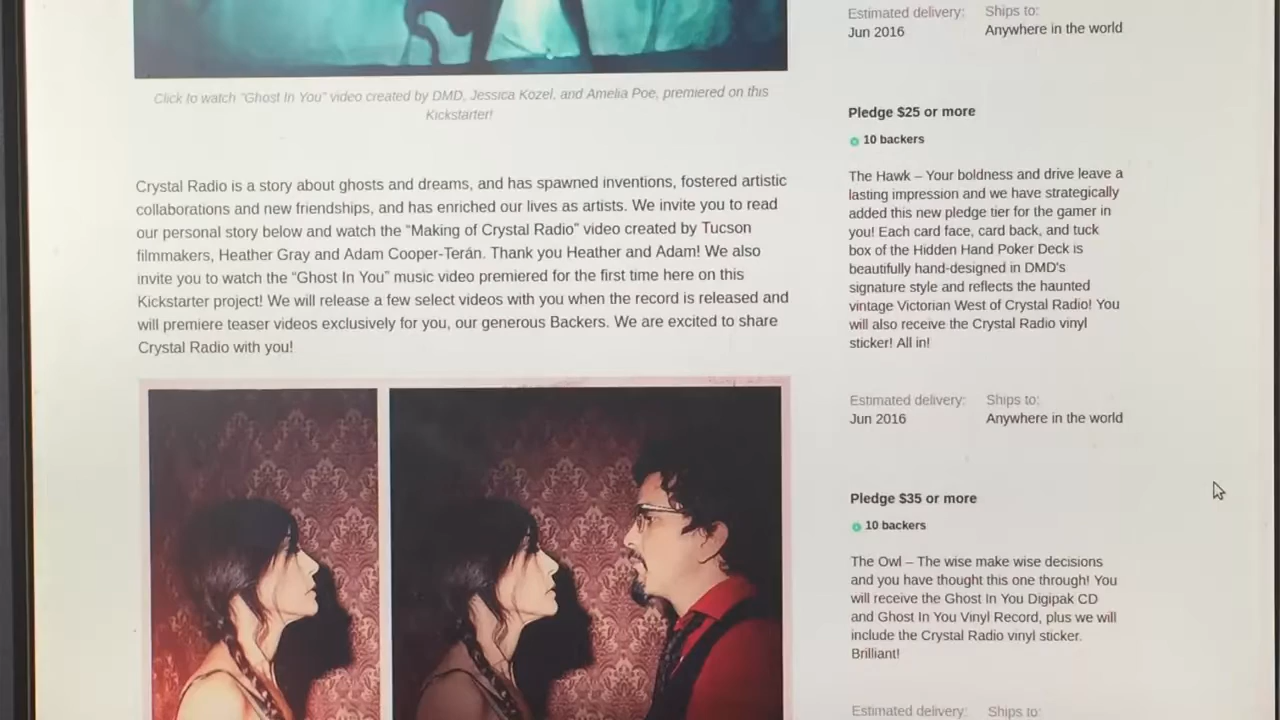 Click to watch "Ghost In You" video created by DMD, Jessica Kozel, and Amelia Poe, premiered on this
Kickstarter!
Crystal Radio is a story about ghosts and dreams, and has spawned inventions, fostered artistic
collaborations and new friendships, and has enriched our lives as artists. We invite you to read
our personal story below and watch the "Making of Crystal Radio" video created by Tucson
filmmakers, Heather Gray and Adam Cooper-Terán. Thank you Heather and Adam! We also
invite you to watch the "Ghost In You" music video premiered for the first time here on this
Kickstarter project! We will release a few select videos with you when the record is released and
will premiere teaser videos exclusively for you, our generous Backers. We are excited to share
Crystal Radio with you!
Estimated delivery: Ships to:
Jun 2016 Anywhere in the world
Pledge $25 or more
10 backers
The Hawk – Your boldness and drive leave a
lasting impression and we have strategically
added this new pledge tier for the gamer in
you! Each card face, card back, and tuck
box of the Hidden Hand Poker Deck is
beautifully hand-designed in DMD's
signature style and reflects the haunted
vintage Victorian West of Crystal Radio! You
will also receive the Crystal Radio vinyl
sticker! All in!
Estimated delivery: Ships to:
Jun 2016 Anywhere in the world
Pledge $35 or more
10 backers
The Owl – The wise make wise decisions
and you have thought this one through! You
will receive the Ghost In You Digipak CD
and Ghost In You Vinyl Record, plus we will
include the Crystal Radio vinyl sticker.
Brilliant!
Estimated delivery: Ships to: